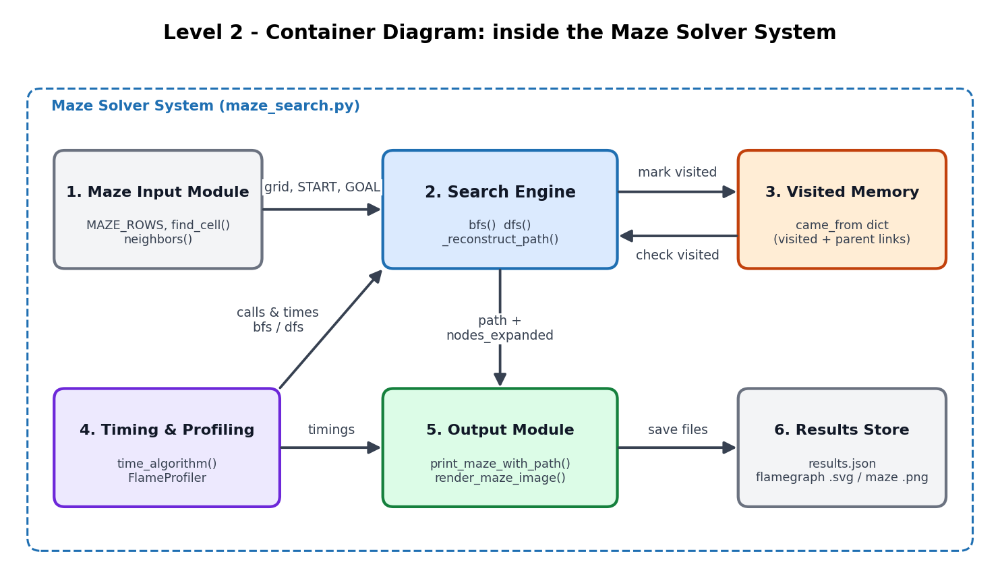 Level 2 - Container Diagram: inside the Maze Solver System
Maze Solver System (maze_search.py)
1. Maze Input Module
MAZE_ROWS, find_cell()
neighbors()
grid, START, GOAL
2. Search Engine
bfs()  dfs()
_reconstruct_path()
mark visited
check visited
3. Visited Memory
came_from dict
(visited + parent links)
calls & times
bfs / dfs
path +
nodes_expanded
4. Timing & Profiling
time_algorithm()
FlameProfiler
timings
5. Output Module
print_maze_with_path()
render_maze_image()
save files
6. Results Store
results.json
flamegraph .svg / maze .png